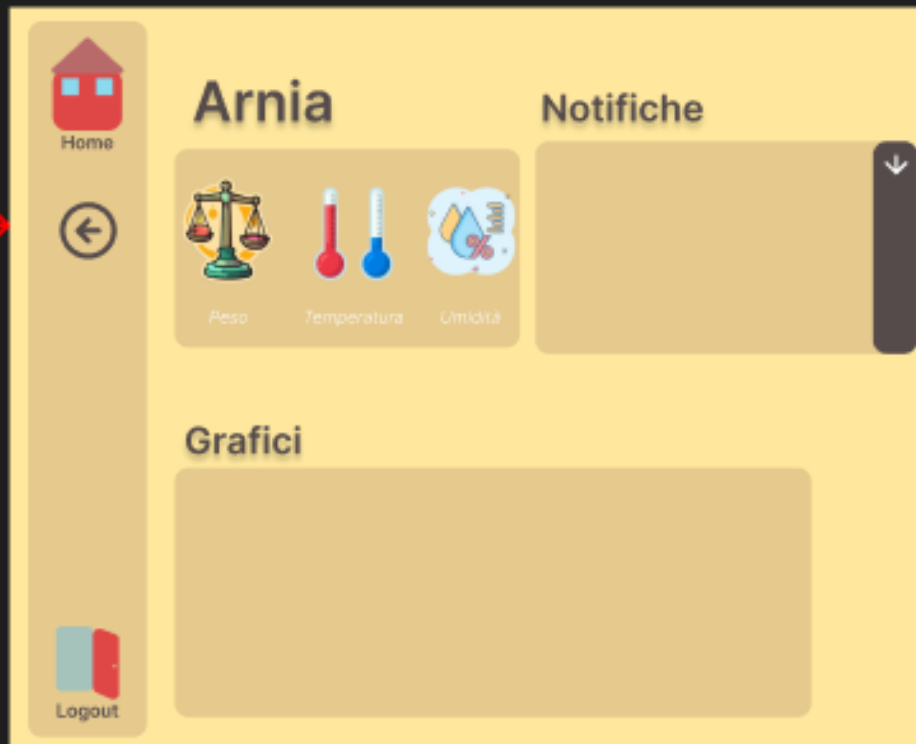 Home
Arnia
Notifiche
Peso
Temperatura
Umidità
%
Grafici
Logout